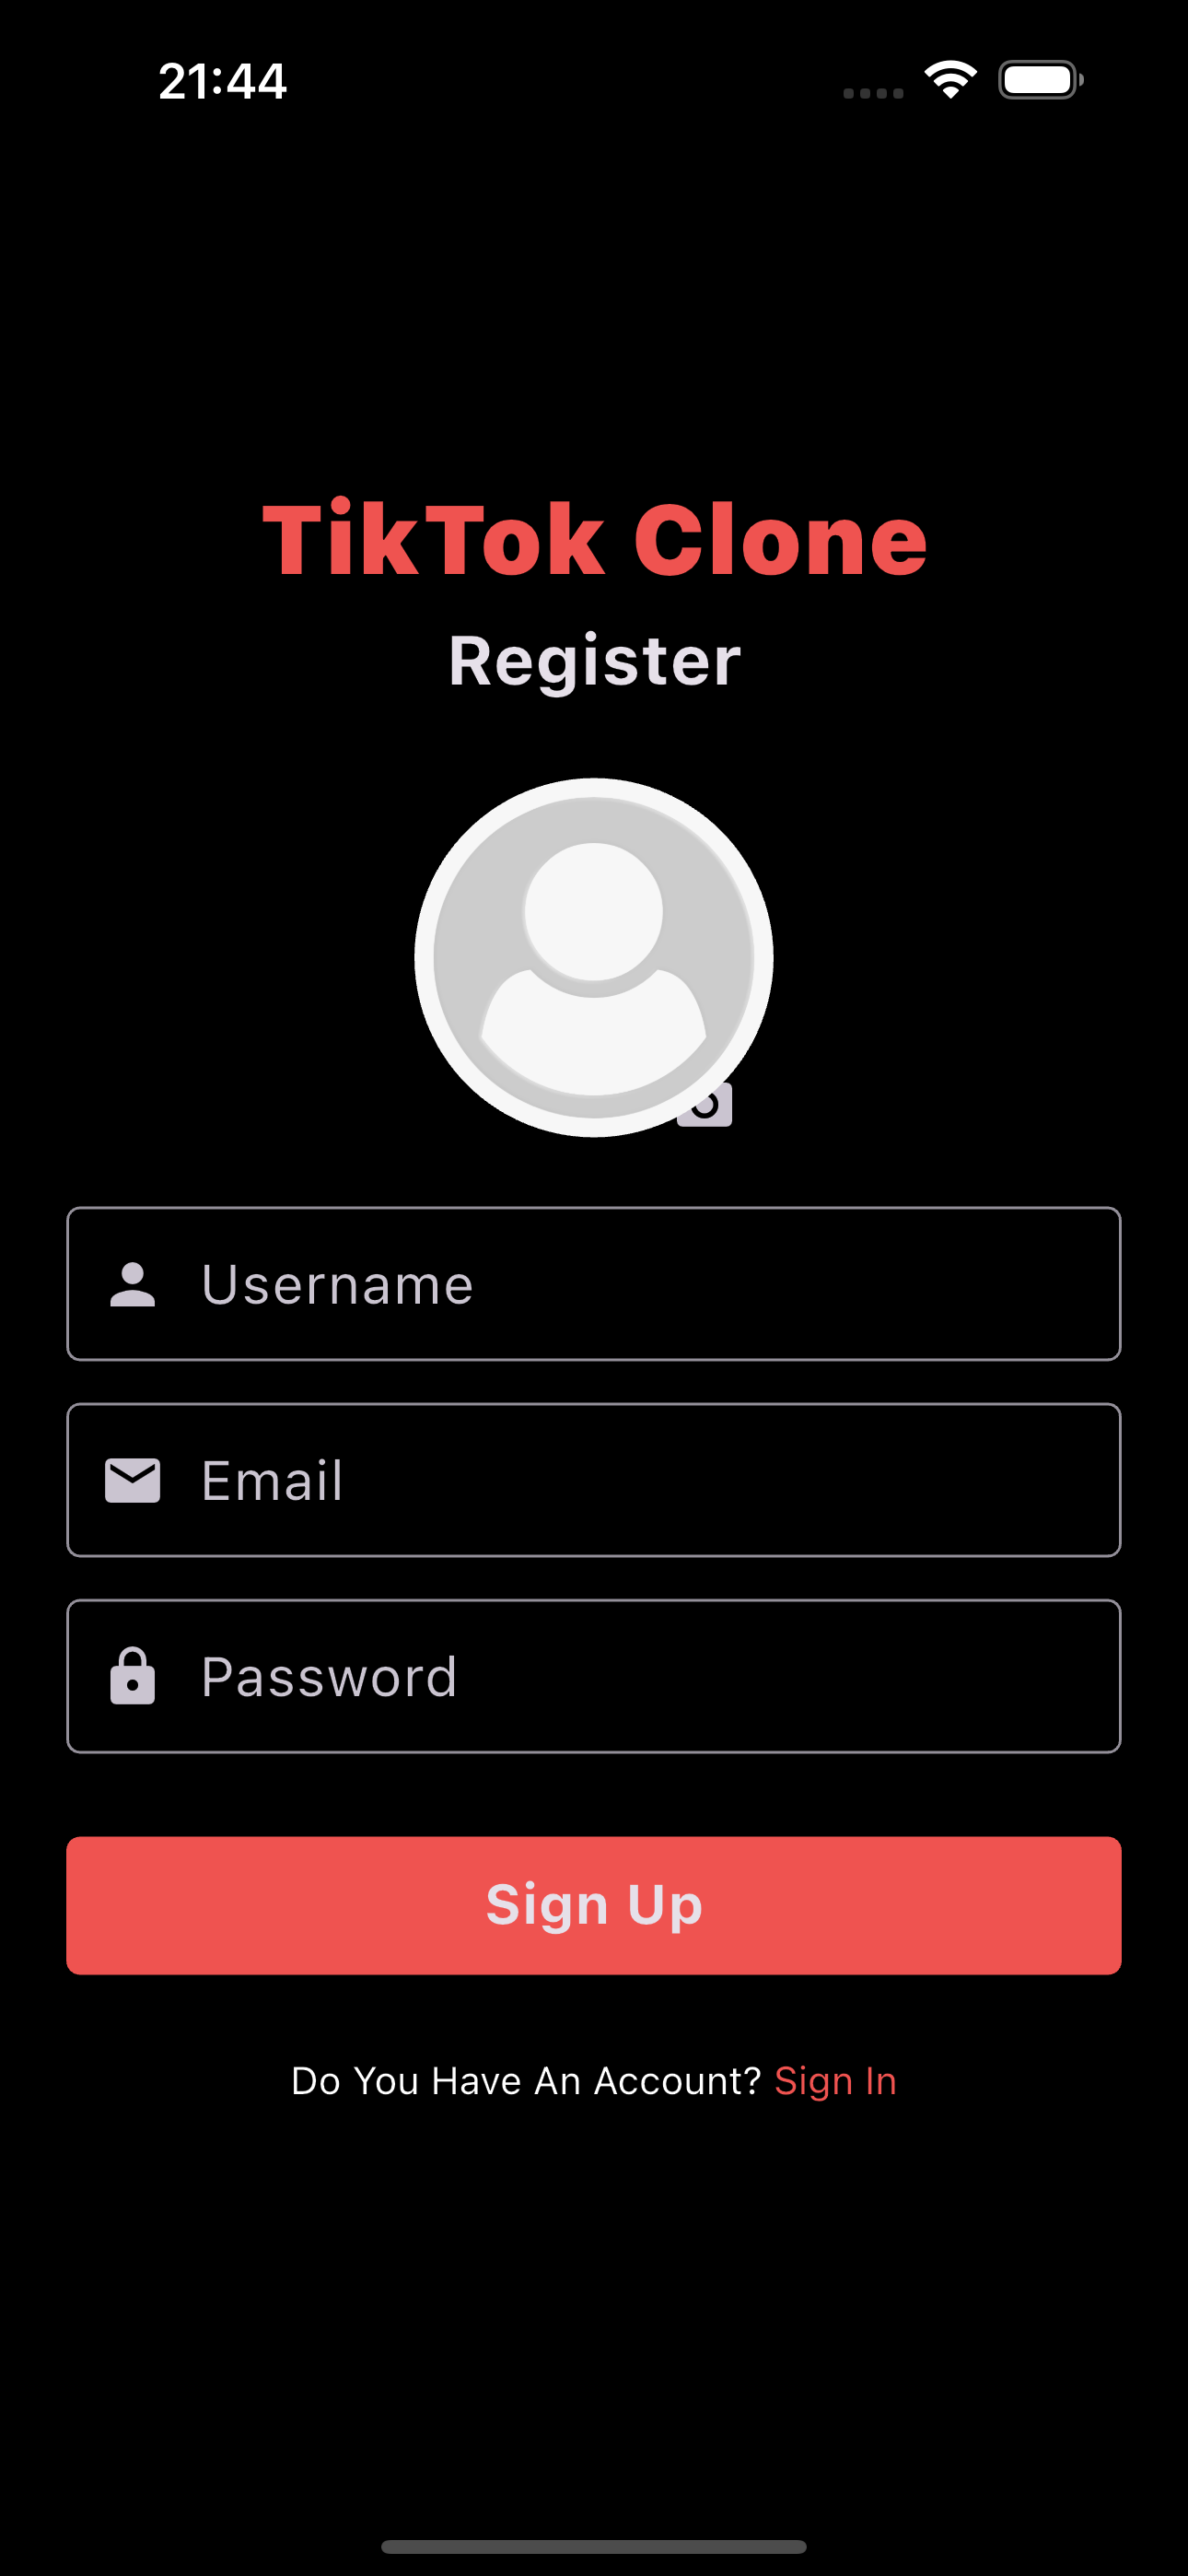 21:44
TikTok Clone
Register
Username
Email
Password
Sign Up
Do You Have An Account? Sign In